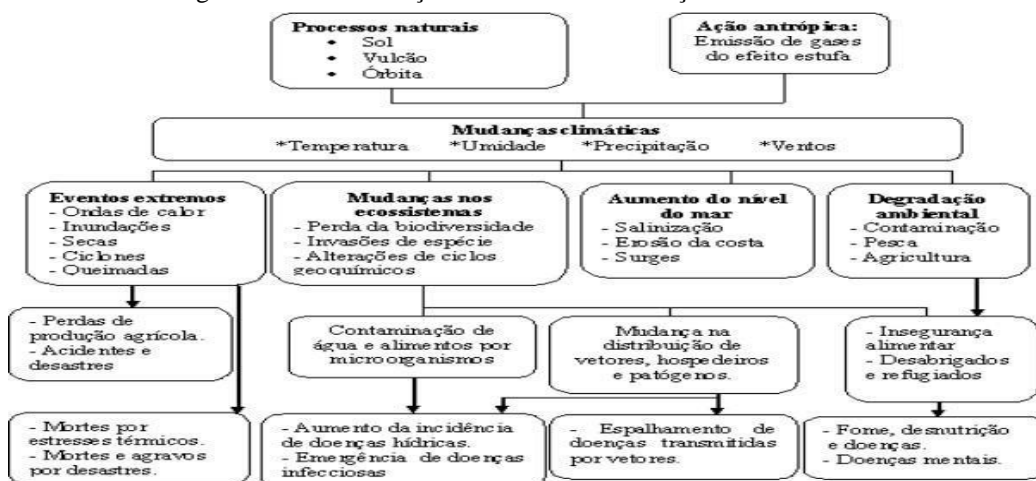 Processos naturais
• Sol
• Vulcão
• Órbita
Ação antrópica:
Emissão de gases
do efeito estufa
Mudanças climáticas
*Temperatura *Umidade *Precipitação *Ventos
Eventos extremos
- Ondas de calor
- Inundações
- Secas
- Ciclones
- Queimadas
Mudanças nos
ecossistemas
- Perda da biodiversidade
- Invasões de espécie
- Alterações de ciclos
geoquímicos
Aumento do nível
do mar
- Salinização
- Erosão da costa
- Surges
Degradação
ambiental
- Contaminação
- Pesca
- Agricultura
- Perdas de
produção agrícola.
- Acidentes e
desastres
Contaminação de
água e alimentos por
microorganismos
Mudança na
distribuição de
vetores, hospedeiros
e patógenos.
- Insegurança
alimentar
- Desabrigados
e refugiados
- Mortes por
estresses térmicos.
- Mortes e agravos
por desastres.
- Aumento da incidência
de doenças hídricas.
- Emergência de doenças
infecciosas
- Espalhamento de
doenças transmitidas
por vetores.
- Fome, desnutrição
e doenças.
- Doenças mentais.